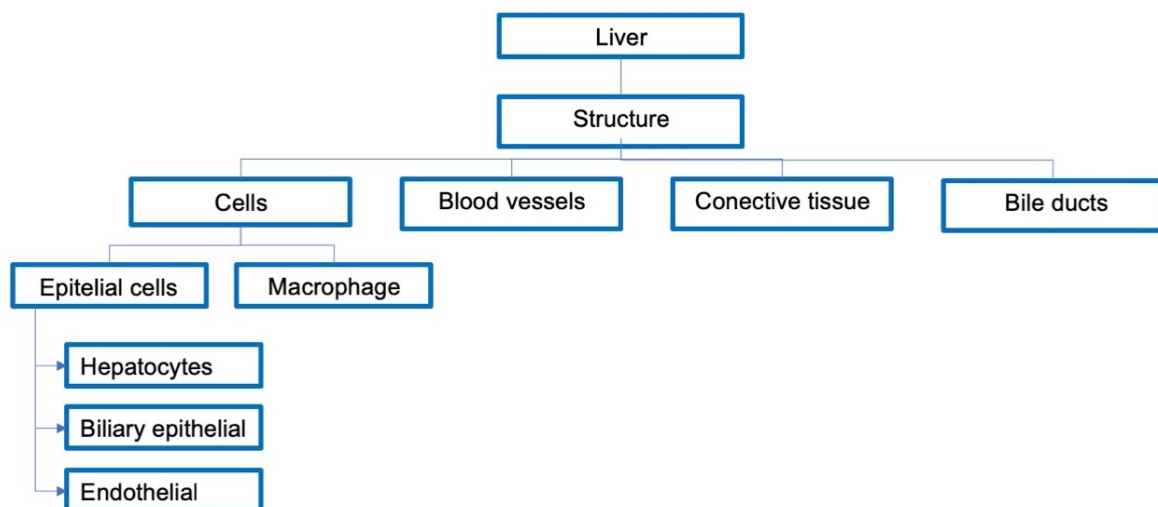 Liver
Structure
Cells
Blood vessels
Conective tissue
Bile ducts
Epitelial cells
Macrophage
Hepatocytes
Biliary epithelial
Endothelial